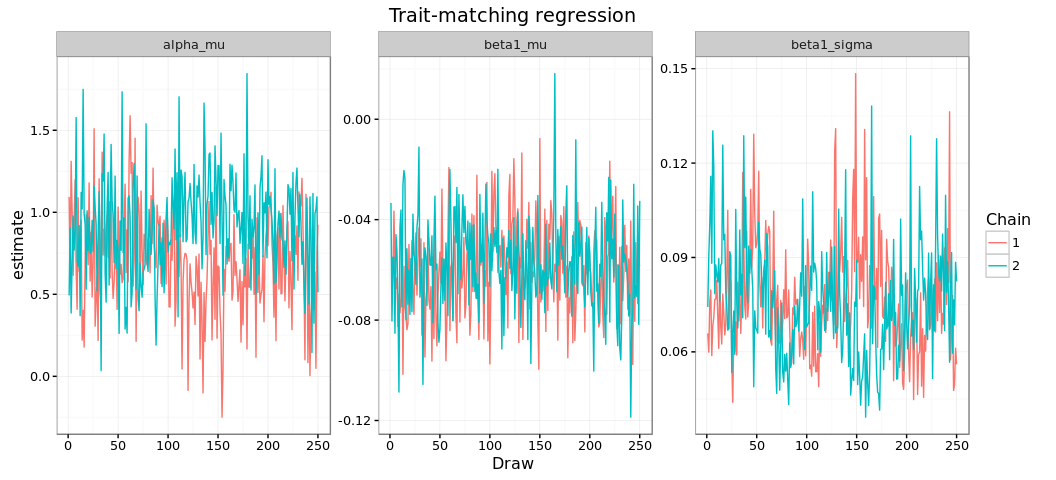 Trait-matching regression
alpha_mu beta1_mu beta1_sigma
estimate
1.5
1.0
0.5
0.0
0.00
-0.04
-0.08
-0.12
0.15
0.12
0.09
0.06
0 50 100 150 200 250 0 50 100 150 200 250 0 50 100 150 200 250
Draw
Chain
1
2